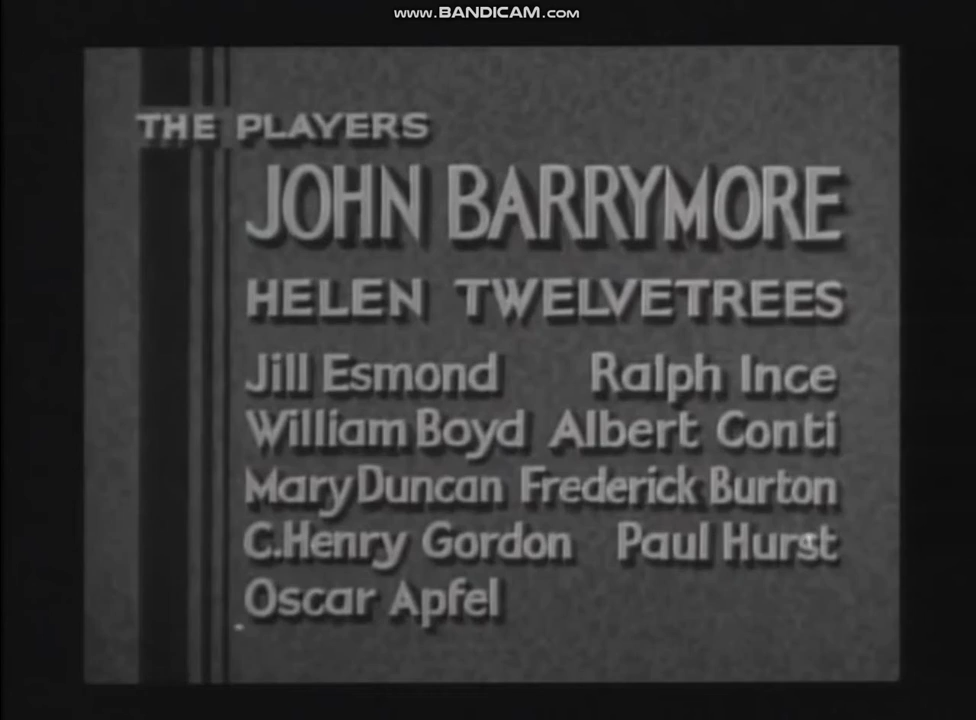 www.BANDICAM.com
THE PLAYERS
JOHN BARRYMORE
HELEN TWELVETREES
Jill Esmond Ralph Ince
William Boyd Albert Conti
Mary Duncan Frederick Burton
C.Henry Gordon Paul Hurst
Oscar Apfel